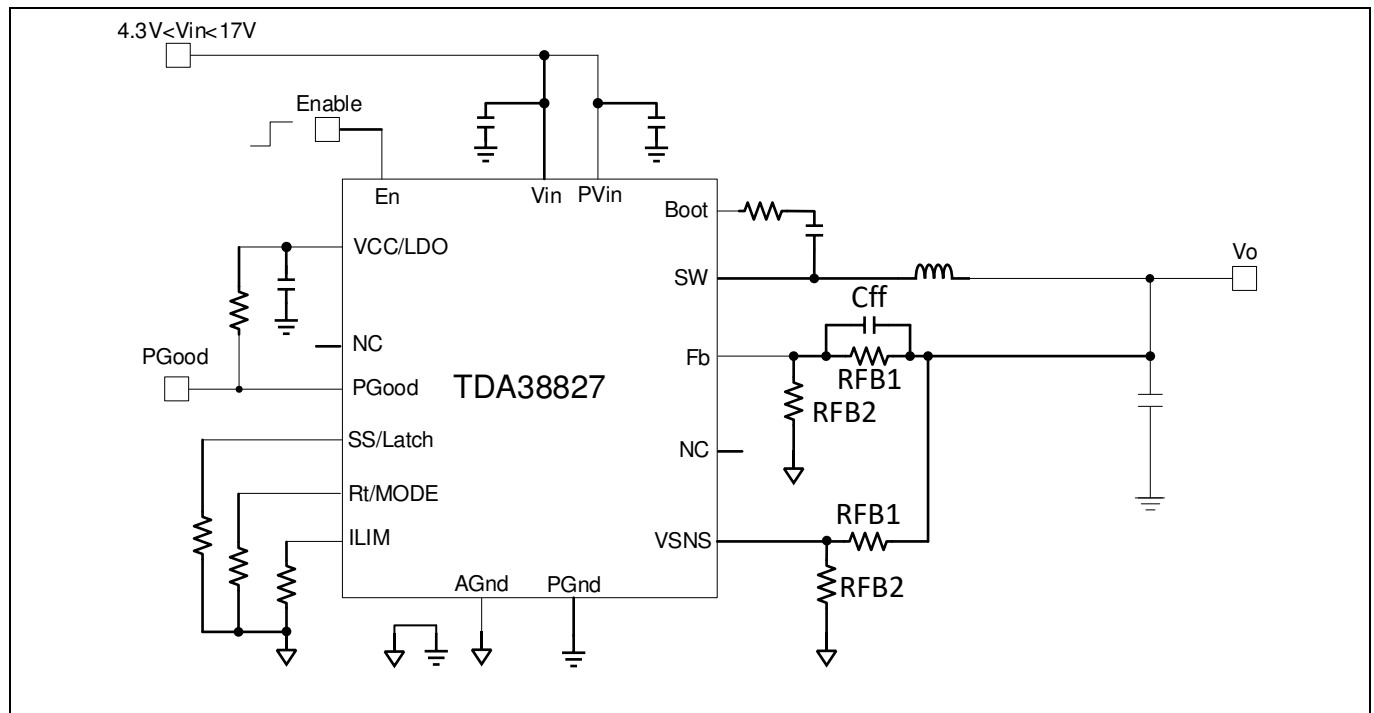 4.3V<Vin<17V
Enable
En
Vin
PVin
Boot
VCC/LDO
Vo
SW
Cff
NC
PGood
Fb
RFB1
PGood
TDA38827
RFB2
SS/Latch
NC
Rt/MODE
RFB1
ILIM
VSNS
AGnd
PGnd
RFB2